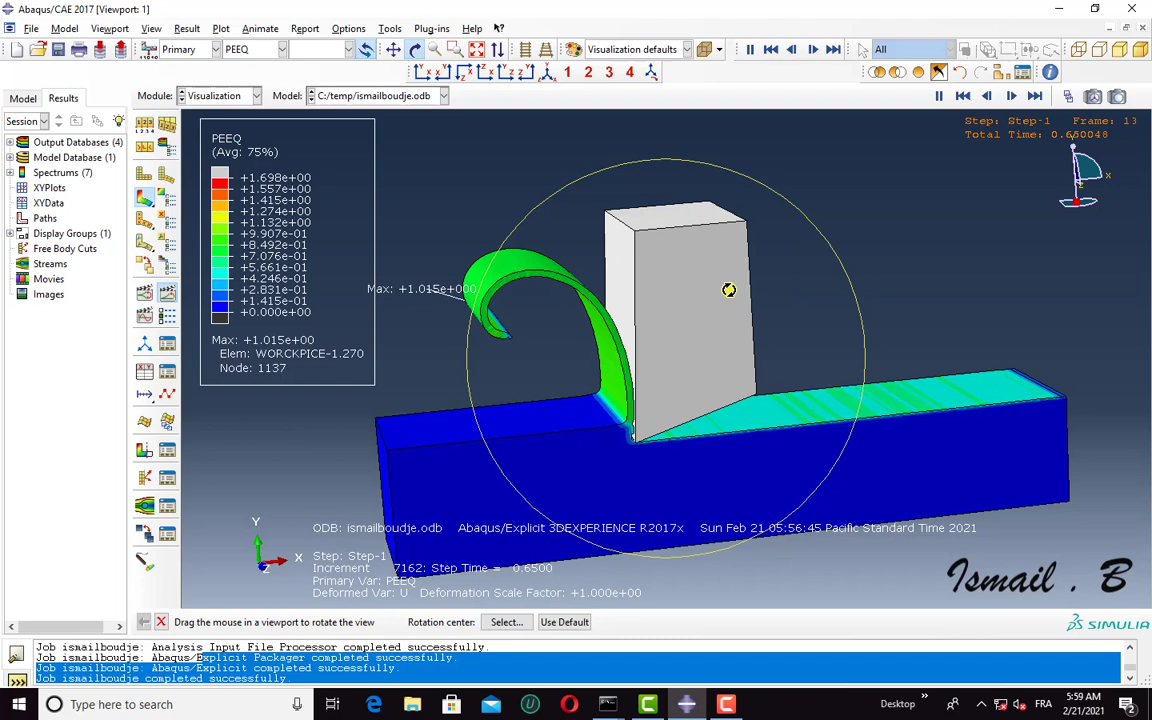 Abaqus/CAE 2017 [Viewport: 1]
File Model Viewport View Result Plot Animate Report Options Tools Plug-ins Help
Primary PEEQ Visualization defaults All
1 2 3 4
Model Results Module: Visualization Model: C:/temp/ismailboudje.odb
Session
Output Databases (4)
Model Database (1)
Spectrums (7)
XYPlots
XYData
Paths
Display Groups (1)
Free Body Cuts
Streams
Movies
Images
PEEQ
(Avg: 75%)
+1.698e+00
+1.557e+00
+1.415e+00
+1.274e+00
+1.132e+00
+9.907e-01
+8.492e-01
+7.076e-01
+5.661e-01
+4.246e-01
+2.831e-01
+1.415e-01
+0.000e+00
Max: +1.015e+00
Elem: WORCKPICE-1.270
Node: 1137
Max: +1.015e+000
Step: Step-1 Frame: 13
Total Time: 0.650048
Y
X
Z
ODB: ismailboudje.odb Abaqus/Explicit 3DEXPERIENCE R2017x Sun Feb 21 05:56:45 Pacific Standard Time 2021
Step: Step-1
Increment 7162: Step Time = 0.6500
Primary Var: PEEQ
Deformed Var: U Deformation Scale Factor: +1.000e+00
Ismail . B
Drag the mouse in a viewport to rotate the view Rotation center: Select... Use Default
SIMULIA
Job ismailboudje: Analysis Input File Processor completed successfully.
Job ismailboudje: Abaqus/Explicit Packager completed successfully.
Job ismailboudje: Abaqus/Explicit completed successfully.
Job ismailboudje completed successfully.
Type here to search
Desktop
FRA
5:59 AM
2/21/2021
2